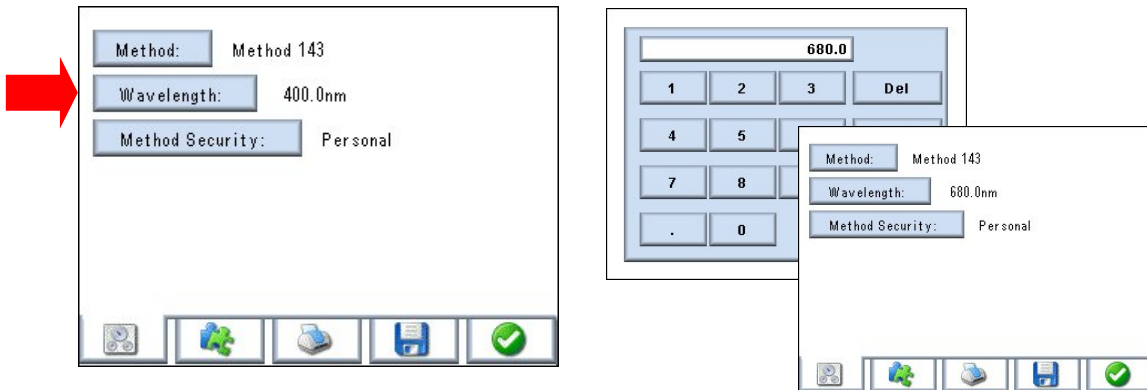 Method: Method 143
Wavelength: 400.0nm
Method Security: Personal
680.0
1 2 3 Del
4 5
7 8
. 0
Method: Method 143
Wavelength: 680.0nm
Method Security: Personal